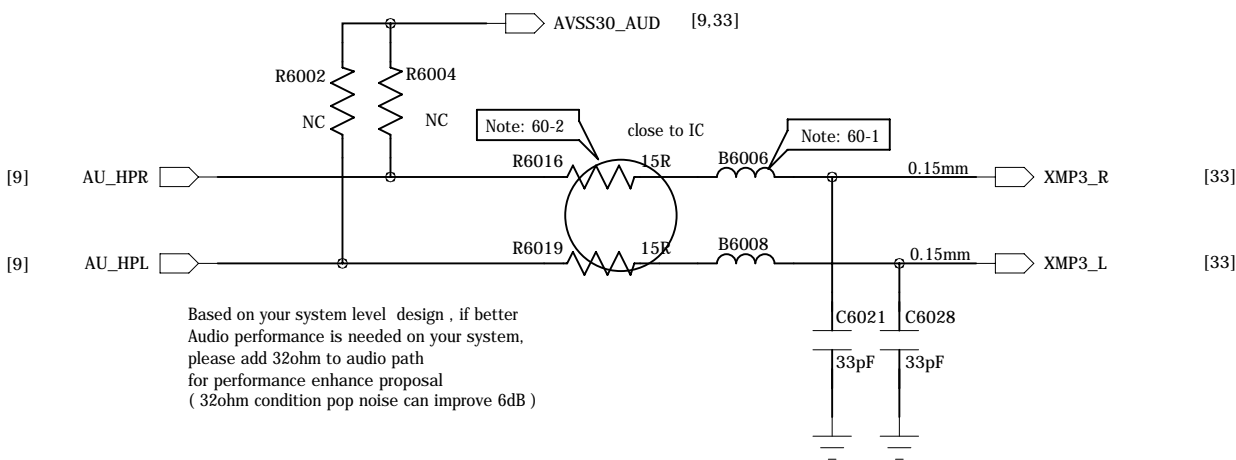 AVSS30_AUD [9,33]
R6002 R6004
NC NC
Note: 60-2
close to IC
Note: 60-1
[9] AU_HPR R6016 15R B6006 0.15mm XMP3_R [33]
[9] AU_HPL R6019 15R B6008 0.15mm XMP3_L [33]
Based on your system level design , if better
Audio performance is needed on your system,
please add 32ohm to audio path
for performance enhance proposal
( 32ohm condition pop noise can improve 6dB )
C6021 C6028
33pF 33pF